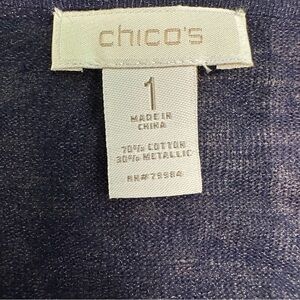 chico's
1
MADE IN
CHINA
70% COTTON
30% METALLIC
RN#79984